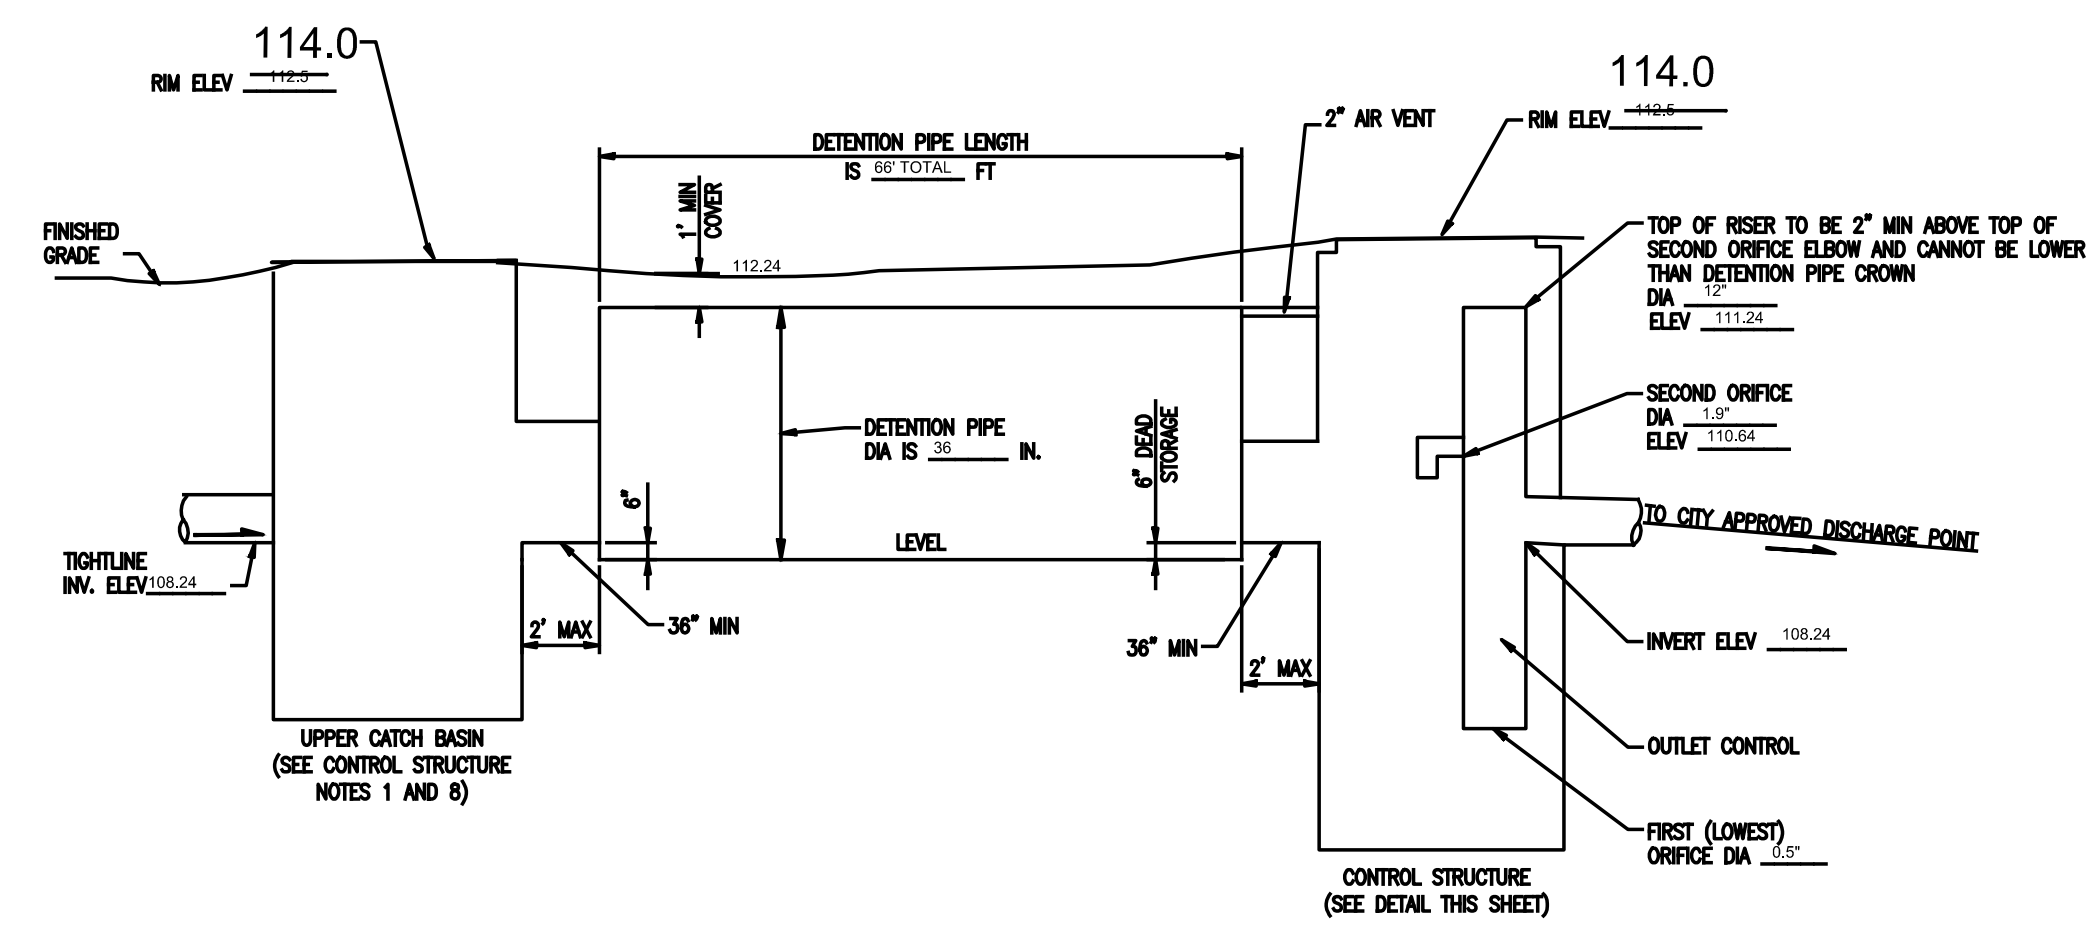 114.0
RIM ELEV 112.5
114.0
RIM ELEV 112.5
2" AIR VENT
DETENTION PIPE LENGTH
IS 66' TOTAL FT
1' MIN
COVER
FINISHED
GRADE
112.24
TOP OF RISER TO BE 2" MIN ABOVE TOP OF
SECOND ORIFICE ELBOW AND CANNOT BE LOWER
THAN DETENTION PIPE CROWN
DIA 12"
ELEV 111.24
SECOND ORIFICE
DIA 1.9"
ELEV 110.64
DETENTION PIPE
DIA IS 36 IN.
6" DEAD
STORAGE
6"
LEVEL
TO CITY APPROVED DISCHARGE POINT
TIGHTLINE
INV. ELEV 108.24
2' MAX
36" MIN
36" MIN
2' MAX
INVERT ELEV 108.24
UPPER CATCH BASIN
(SEE CONTROL STRUCTURE
NOTES 1 AND 8)
OUTLET CONTROL
FIRST (LOWEST)
ORIFICE DIA 0.5"
CONTROL STRUCTURE
(SEE DETAIL THIS SHEET)